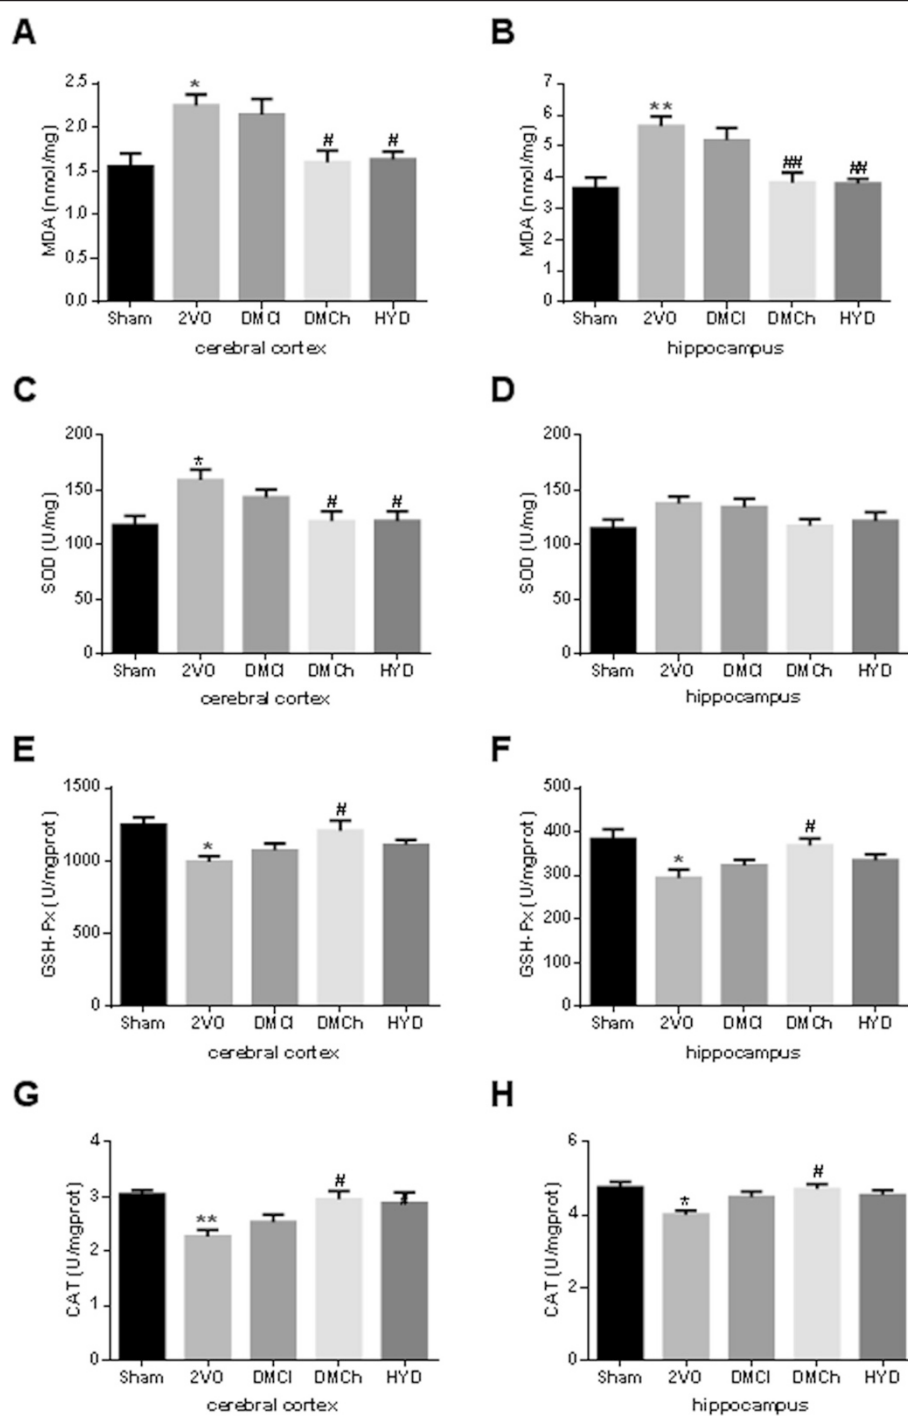 A
MDA (nmol/mg)
2.5
2.0
1.5
1.0
0.5
0.0
*
#
#
Sham 2VO DMCl DMCh HYD
cerebral cortex
B
MDA (nmol/mg)
7
6
5
4
3
2
1
0
**
##
##
Sham 2VO DMCl DMCh HYD
hippocampus
C
SOD (U/mg)
200
150
100
50
0
*
#
#
Sham 2VO DMCl DMCh HYD
cerebral cortex
D
SOD (U/mg)
200
150
100
50
0
Sham 2VO DMCl DMCh HYD
hippocampus
E
GSH-Px (U/mgprot)
1500
1000
500
0
*
#
Sham 2VO DMCl DMCh HYD
cerebral cortex
F
GSH-Px (U/mgprot)
500
400
300
200
100
0
*
#
Sham 2VO DMCl DMCh HYD
hippocampus
G
CAT (U/mgprot)
4
3
2
1
0
**
#
#
Sham 2VO DMCl DMCh HYD
cerebral cortex
H
CAT (U/mgprot)
6
4
2
0
*
#
Sham 2VO DMCl DMCh HYD
hippocampus